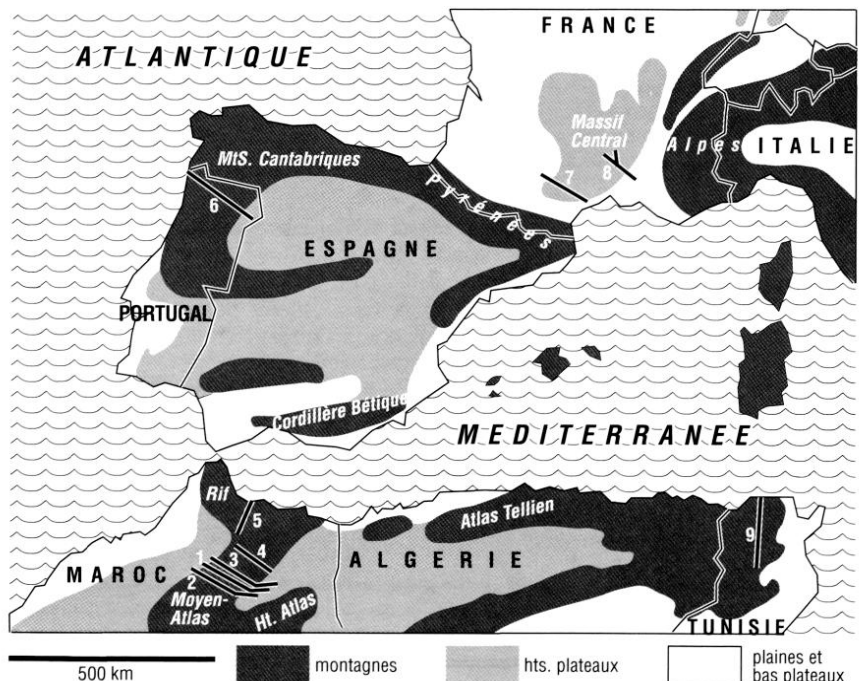 FRANCE
ATLANTIQUE
Massif
Central
Alpes
ITALIE
MtS. Cantabriques
7
8
6
Pyrénées
ESPAGNE
PORTUGAL
Cordillère Bétique
MEDITERRANEE
Rif
5
Atlas Tellien
9
1
3
4
ALGERIE
MAROC
2
Moyen-
Atlas
Ht. Atlas
TUNISIE
500 km
montagnes
hts. plateaux
plaines et
bas plateaux